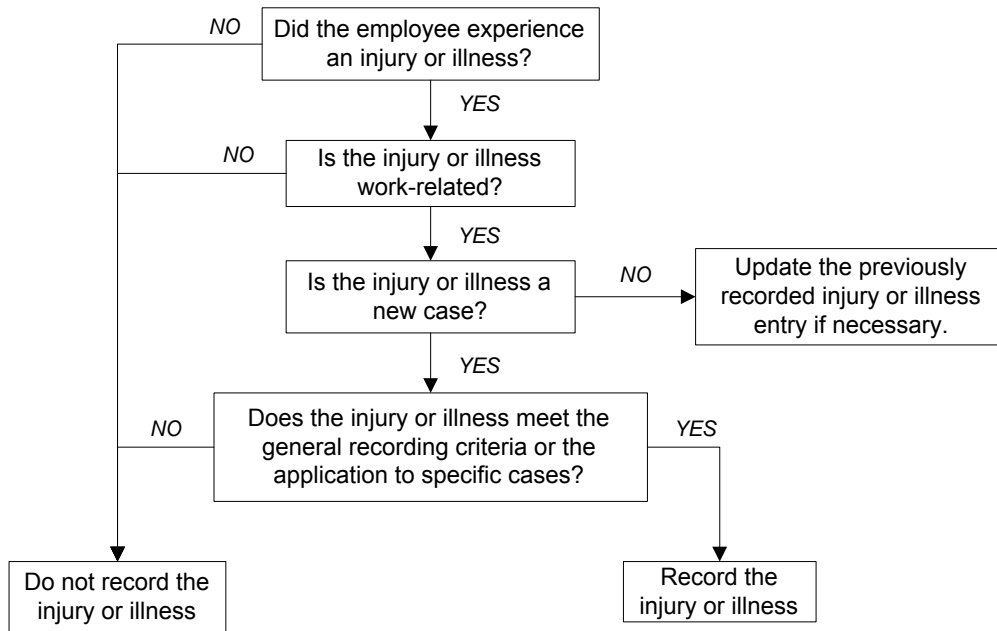 NO
Did the employee experience
an injury or illness?
YES
NO
Is the injury or illness
work-related?
YES
Is the injury or illness a
new case?
NO
Update the previously
recorded injury or illness
entry if necessary.
YES
NO
Does the injury or illness meet the
general recording criteria or the
application to specific cases?
YES
Do not record the
injury or illness
Record the
injury or illness